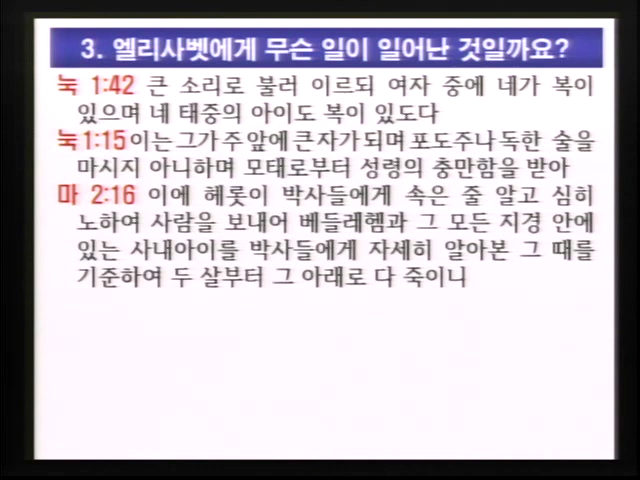 3. 엘리사벳에게 무슨 일이 일어난 것일까요?
눅 1:42 큰 소리로 불러 이르되 여자 중에 네가 복이
있으며 네 태중의 아이도 복이 있도다
눅1:15 이는 그가 주 앞에 큰 자가 되며 포도주나 독한 술을
마시지 아니하며 모태로부터 성령의 충만함을 받아
마 2:16 이에 헤롯이 박사들에게 속은 줄 알고 심히
노하여 사람을 보내어 베들레헴과 그 모든 지경 안에
있는 사내아이를 박사들에게 자세히 알아본 그 때를
기준하여 두 살부터 그 아래로 다 죽이니